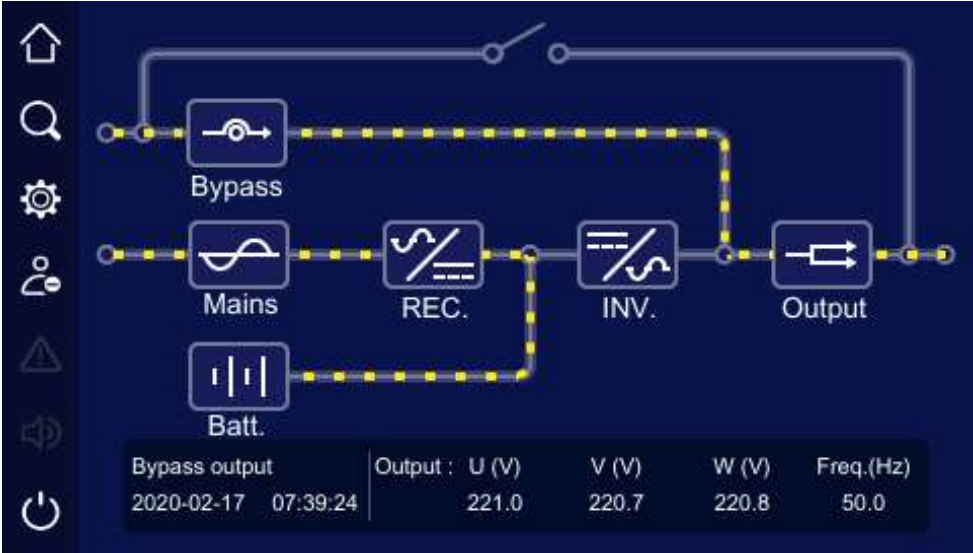 Bypass
Mains
REC.
INV.
Output
Batt.
Bypass output
Output : U (V) V (V) W (V) Freq.(Hz)
2020-02-17 07:39:24
221.0 220.7 220.8 50.0